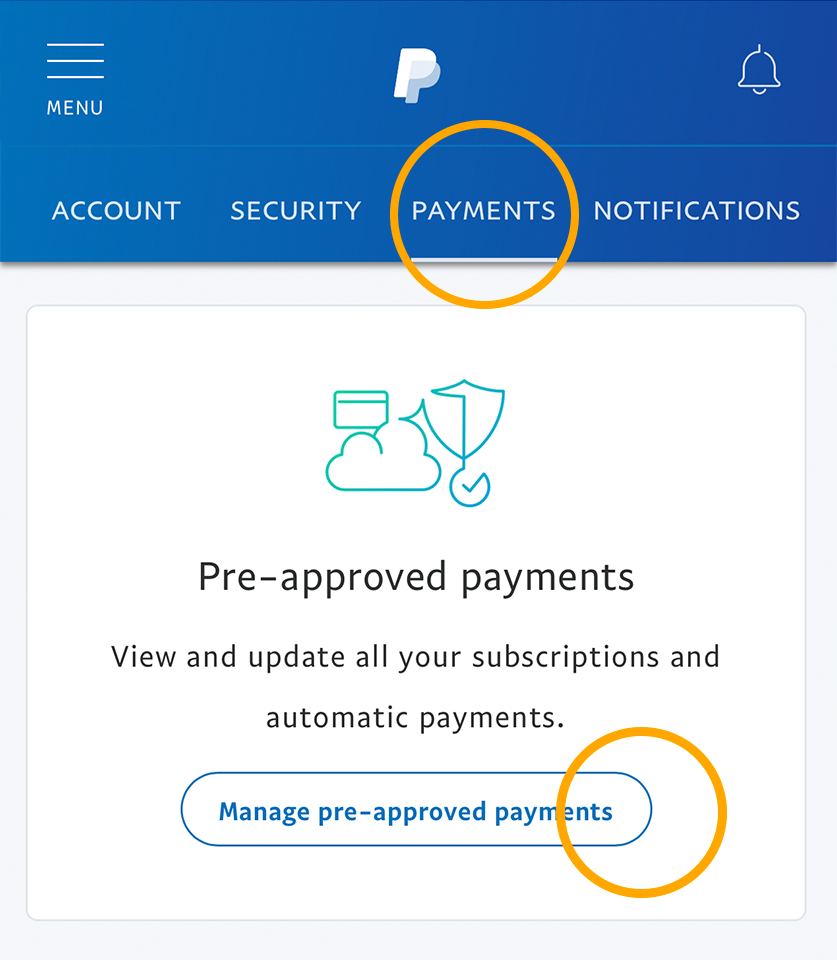 MENU
ACCOUNT SECURITY PAYMENTS NOTIFICATIONS
Pre-approved payments
View and update all your subscriptions and
automatic payments.
Manage pre-approved payments